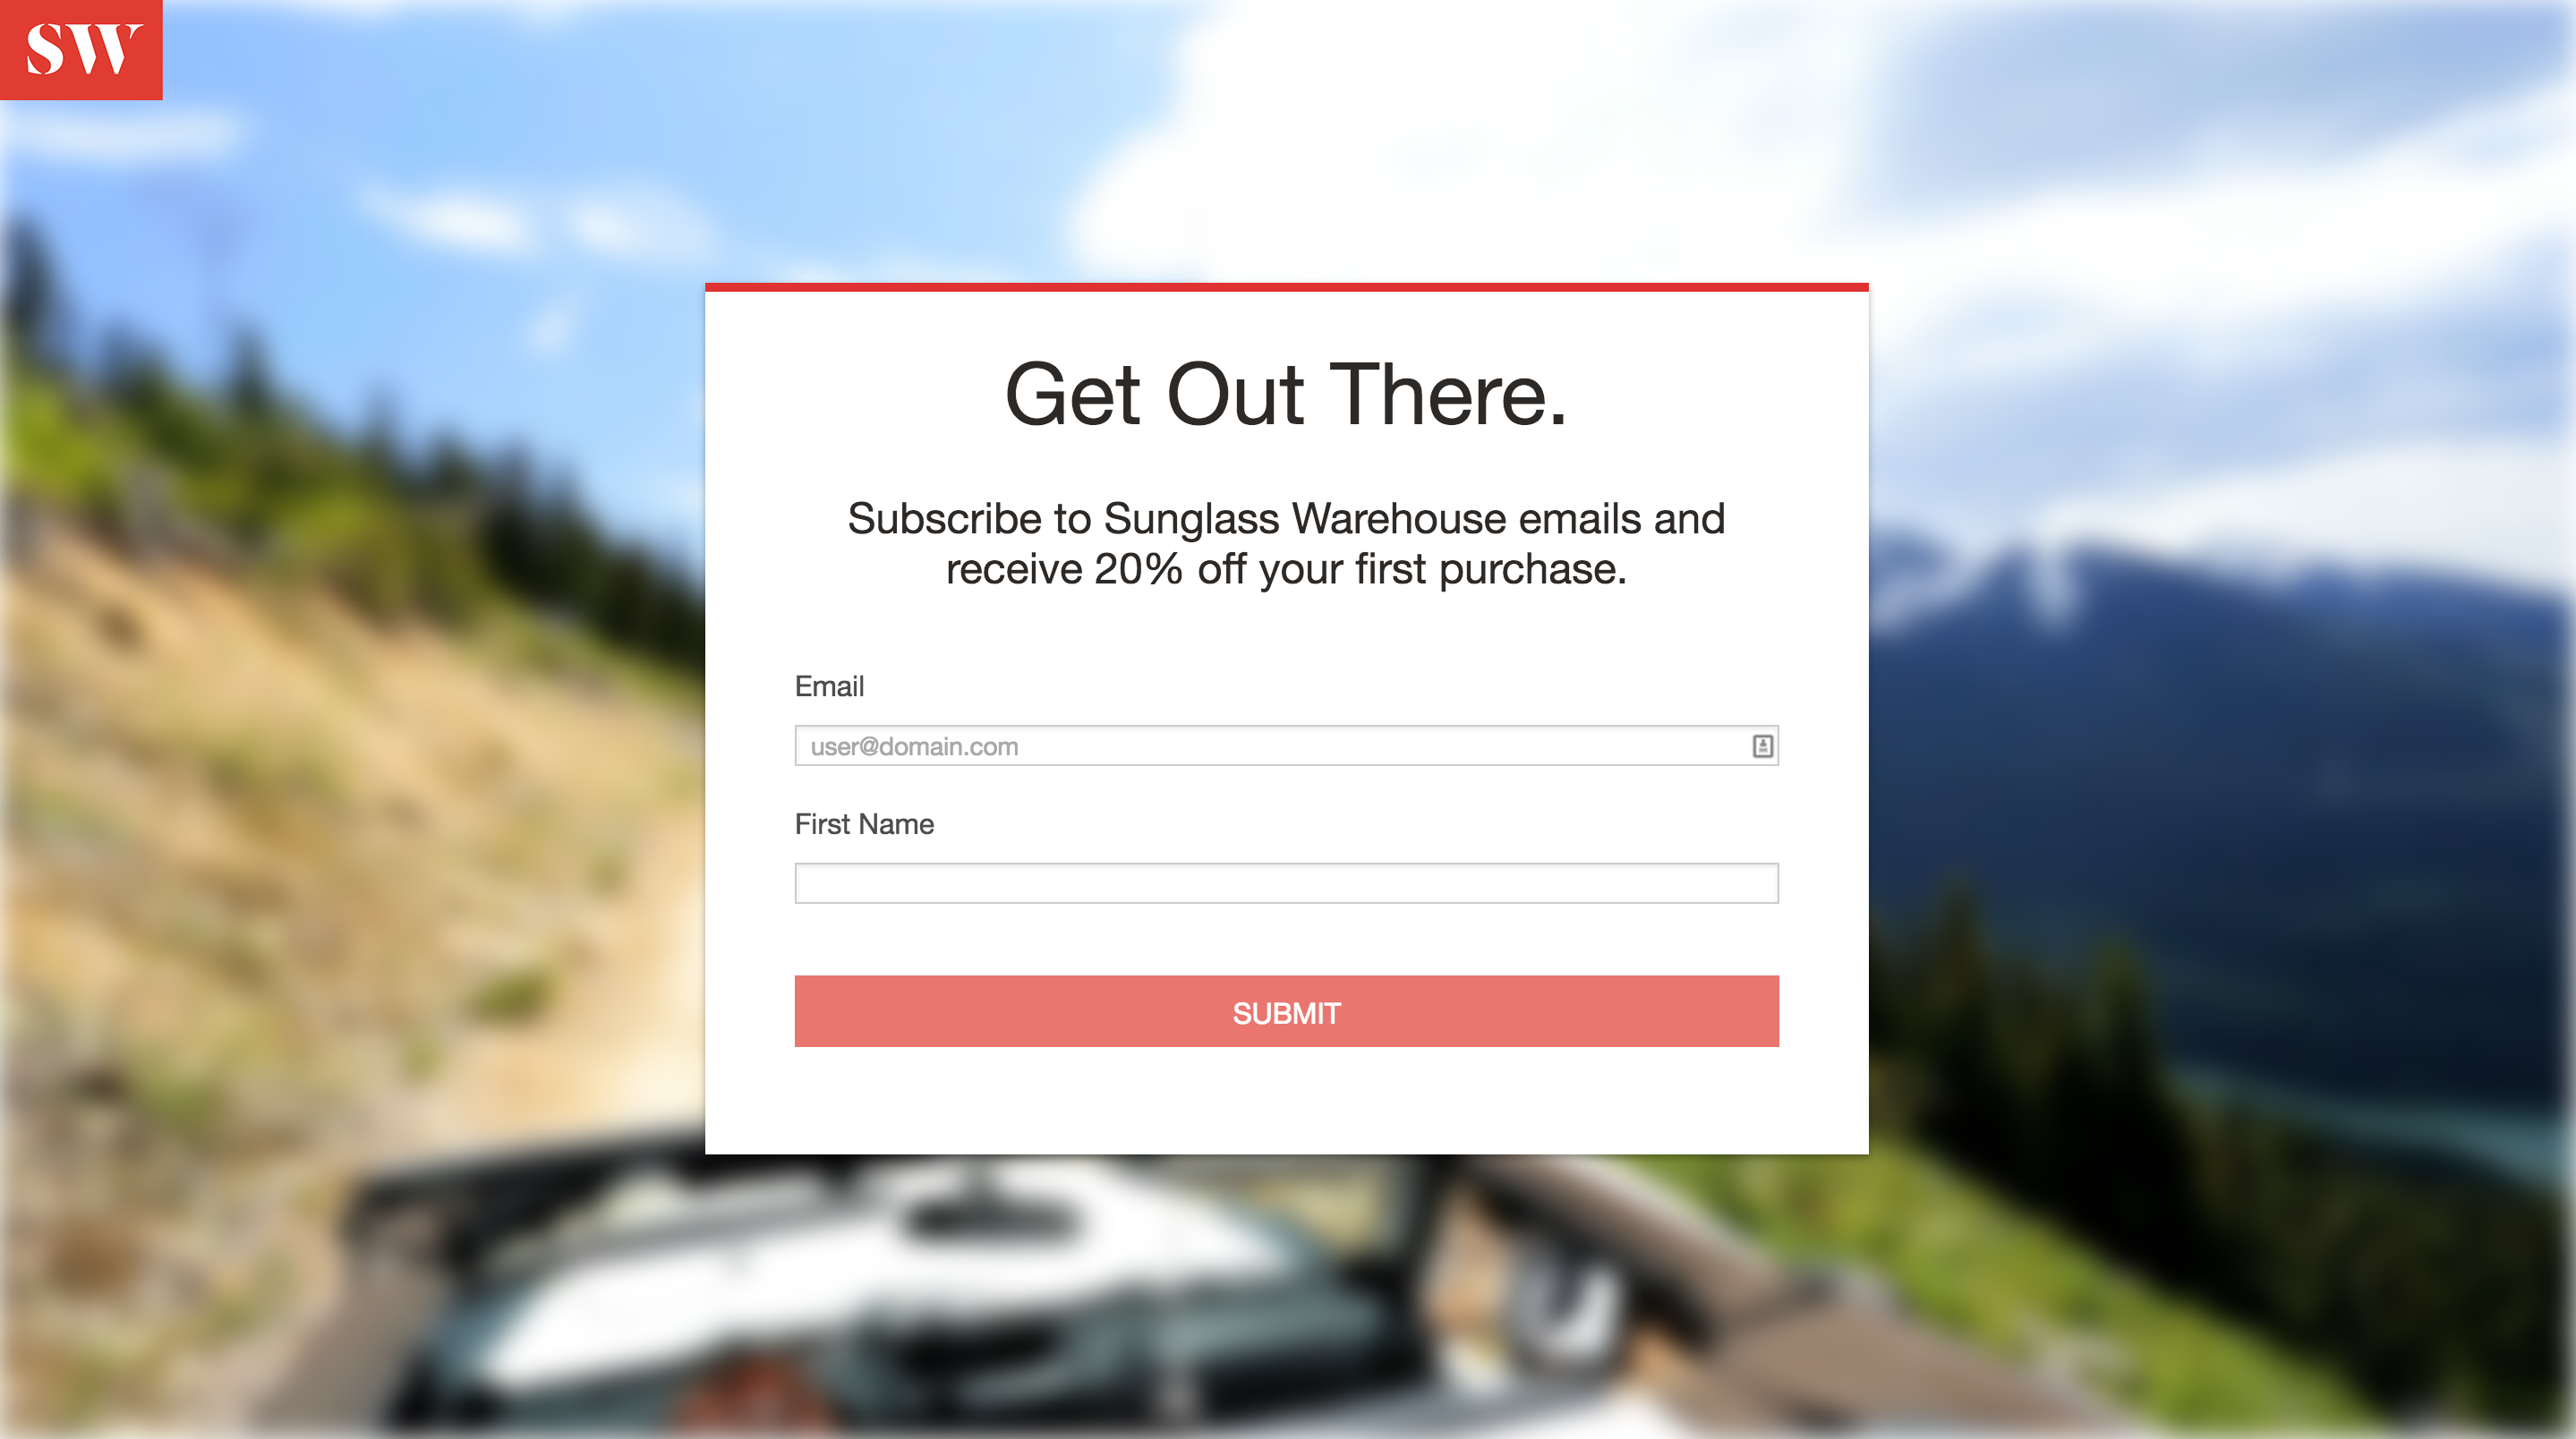 SW
Get Out There.
Subscribe to Sunglass Warehouse emails and
receive 20% off your first purchase.
Email
user@domain.com
First Name
SUBMIT